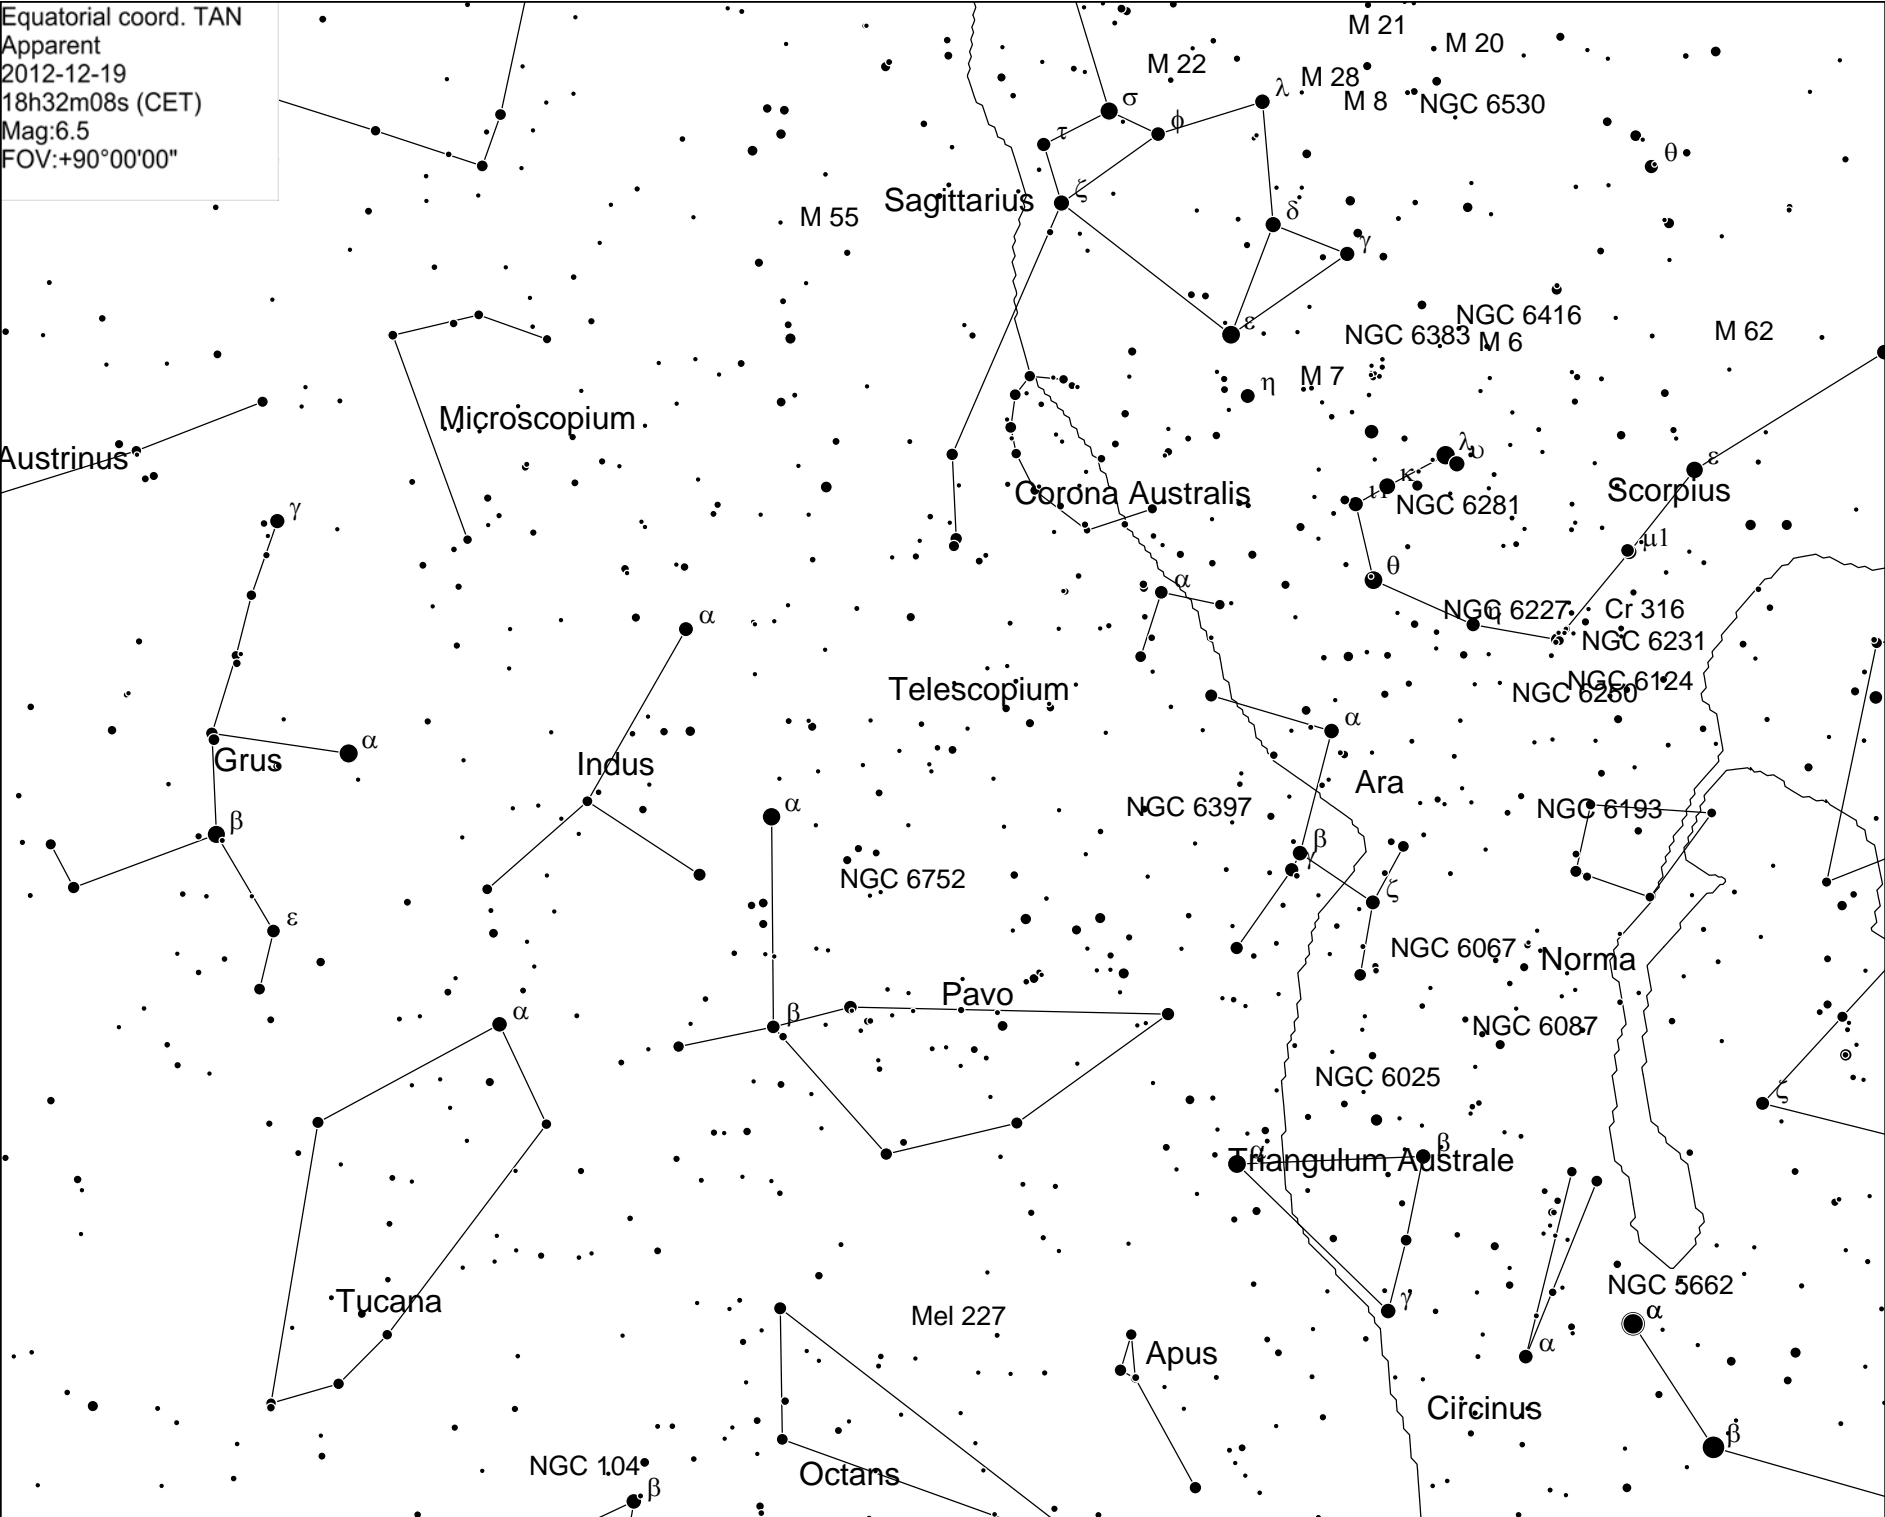 Equatorial coord. TAN
Apparent
2012-12-19
18h32m08s (CET)
Mag:6.5
FOV:+90°00'00"
M 21
M 20
M 22
M 28
M 8
NGC 6530
λ
σ
ϕ
τ
θ
Sagittarius
ζ
M 55
δ
γ
NGC 6416
ε
NGC 6383
M 6
M 62
M 7
η
Microscopium
Austrinus
λ
υ
ε
κ
ι1
Scorpius
Corona Australis
NGC 6281
γ
μ1
θ
α
NGC 6227
η
Cr 316
α
NGC 6231
NGC 6124
Telescopium
NGC 6250
α
α
Grus
Indus
Ara
α
NGC 6397
NGC 6193
β
β
γ
NGC 6752
ζ
ε
NGC 6067
Norma
Pavo
α
β
NGC 6087
NGC 6025
ζ
β
α
Triangulum Australe
NGC 5662
Tucana
γ
α
Mel 227
Apus
α
Circinus
β
NGC 104
Octans
β